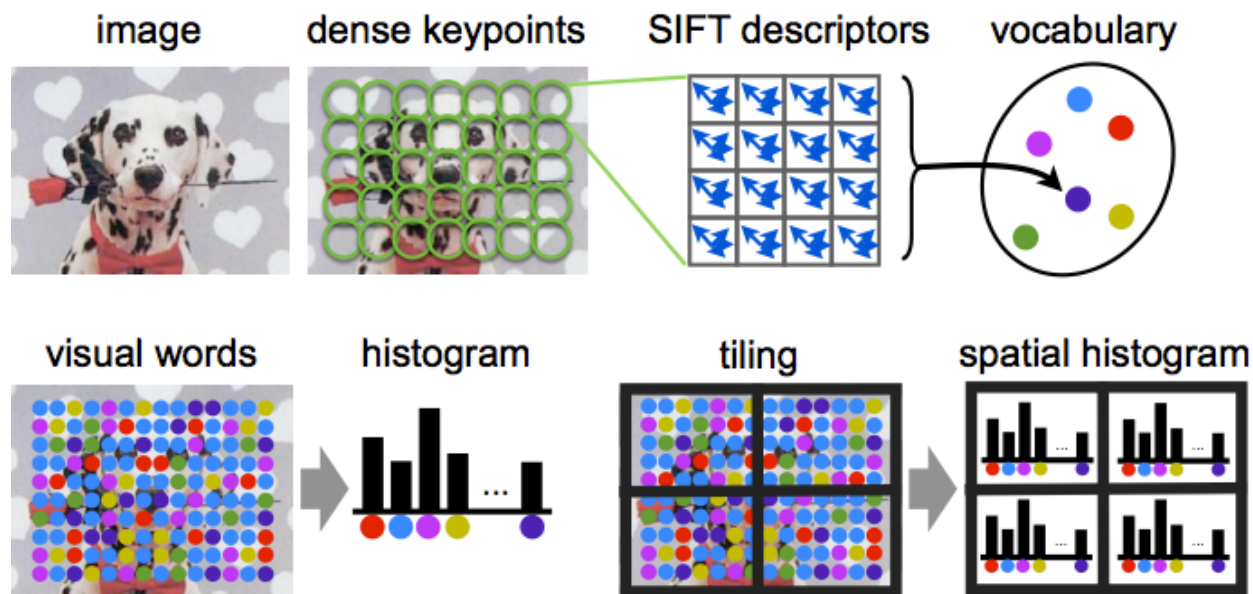 image
dense keypoints
SIFT descriptors
vocabulary
visual words
histogram
tiling
spatial histogram
...
...
...
...
...